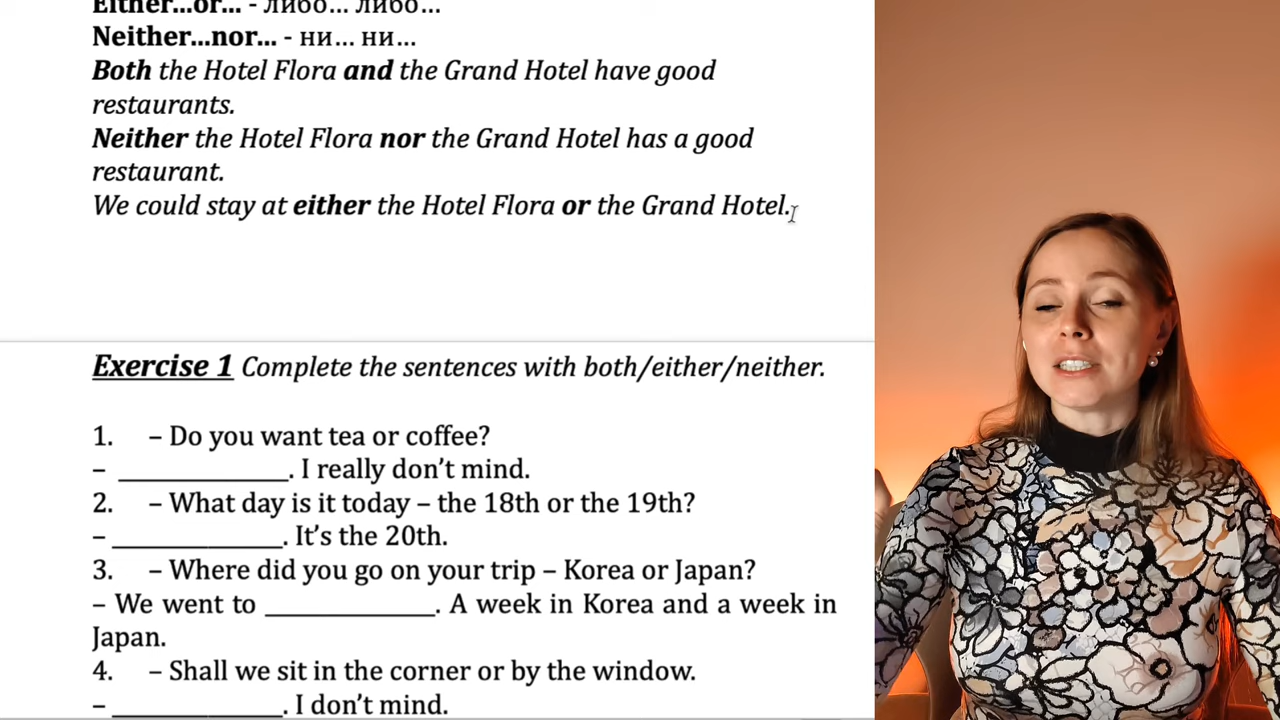 Either...or... - либо... либо...
Neither...nor... - ни... ни...
Both the Hotel Flora and the Grand Hotel have good
restaurants.
Neither the Hotel Flora nor the Grand Hotel has a good
restaurant.
We could stay at either the Hotel Flora or the Grand Hotel.
Exercise 1 Complete the sentences with both/either/neither.
1. – Do you want tea or coffee?
– ______________. I really don’t mind.
2. – What day is it today – the 18th or the 19th?
– ______________. It’s the 20th.
3. – Where did you go on your trip – Korea or Japan?
– We went to ______________. A week in Korea and a week in
Japan.
4. – Shall we sit in the corner or by the window.
– ______________. I don’t mind.